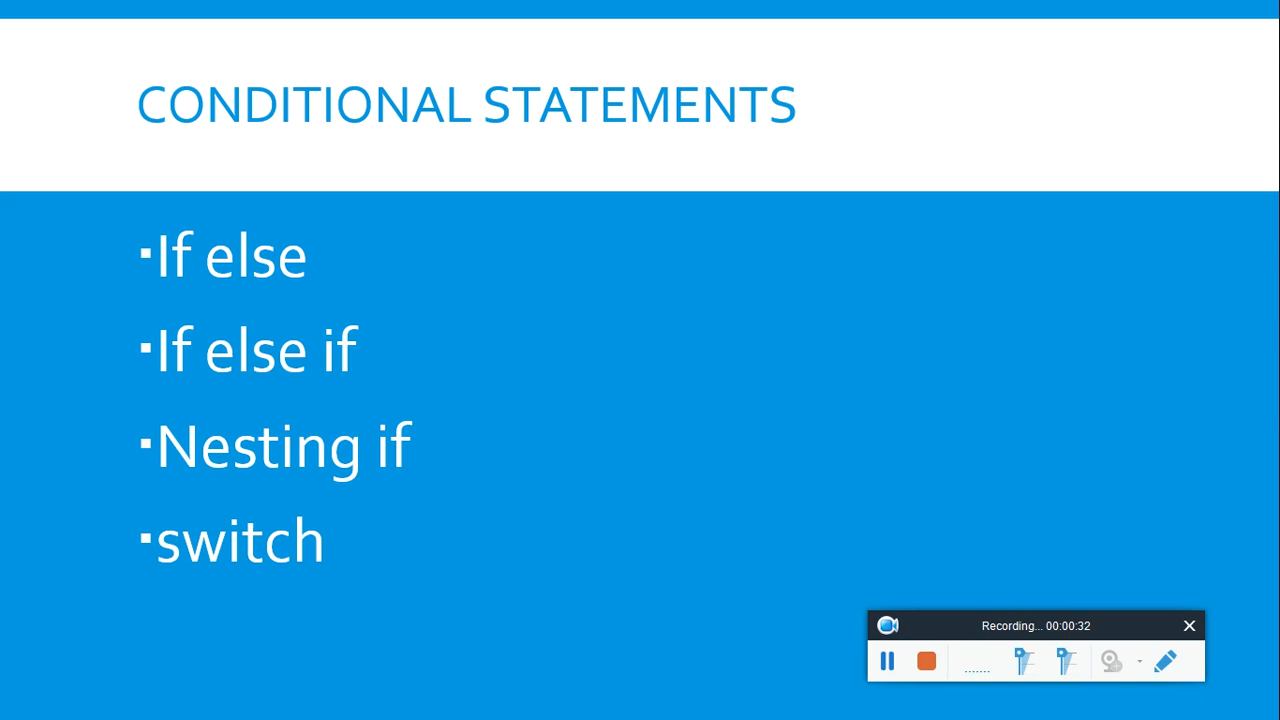 CONDITIONAL STATEMENTS
▪If else
▪If else if
▪Nesting if
▪switch
Recording... 00:00:32